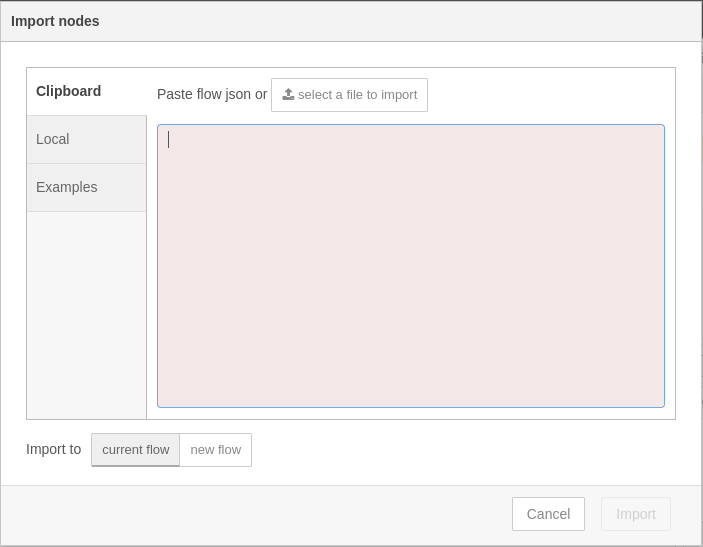 Import nodes
Clipboard
Paste flow json or select a file to import
Local
Examples
Import to current flow new flow
Cancel Import